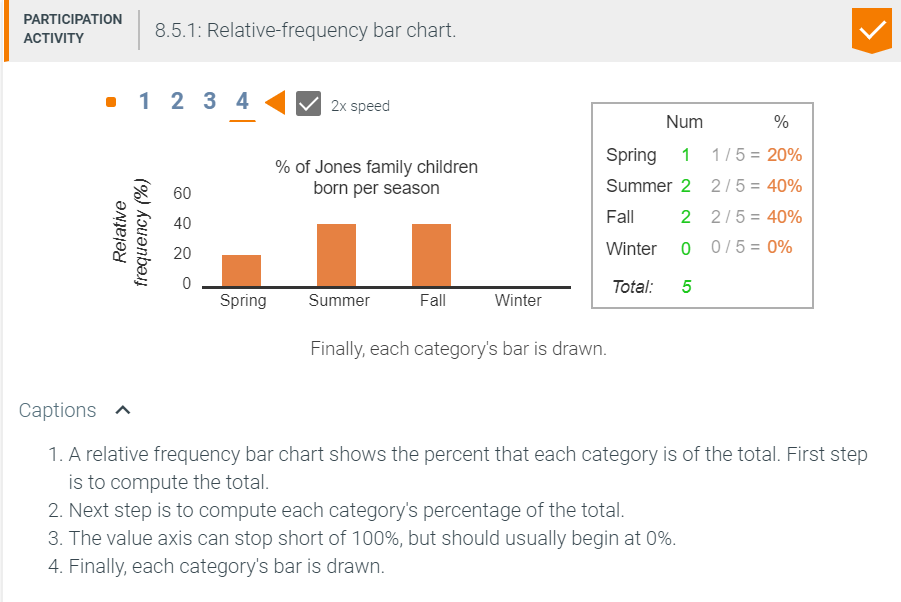 PARTICIPATION
ACTIVITY
8.5.1: Relative-frequency bar chart.
1 2 3 4 2x speed
% of Jones family children
born per season
Relative
frequency (%)
60
40
20
0
Spring Summer Fall Winter
Num %
Spring 1 1 / 5 = 20%
Summer 2 2 / 5 = 40%
Fall 2 2 / 5 = 40%
Winter 0 0 / 5 = 0%
Total: 5
Finally, each category's bar is drawn.
Captions
1. A relative frequency bar chart shows the percent that each category is of the total. First step
is to compute the total.
2. Next step is to compute each category's percentage of the total.
3. The value axis can stop short of 100%, but should usually begin at 0%.
4. Finally, each category's bar is drawn.